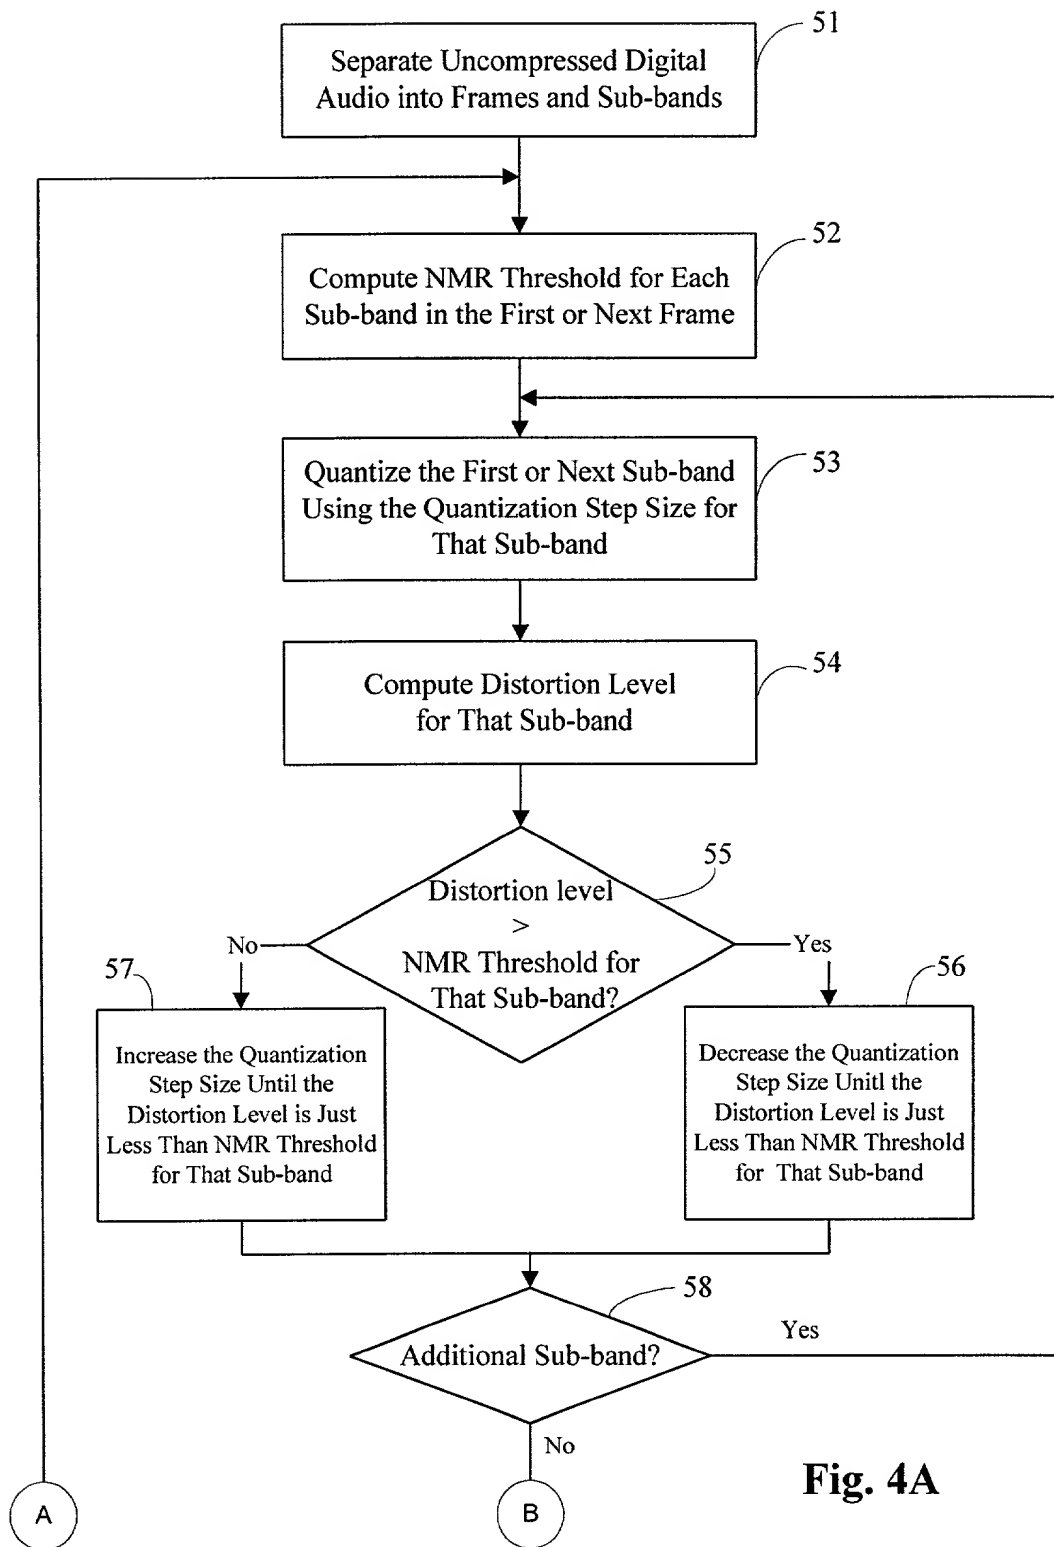 51
Separate Uncompressed Digital
Audio into Frames and Sub-bands
52
Compute NMR Threshold for Each
Sub-band in the First or Next Frame
53
Quantize the First or Next Sub-band
Using the Quantization Step Size for
That Sub-band
54
Compute Distortion Level
for That Sub-band
55
Distortion level
>
NMR Threshold for
That Sub-band?
No
Yes
57
Increase the Quantization
Step Size Until the
Distortion Level is Just
Less Than NMR Threshold
for That Sub-band
56
Decrease the Quantization
Step Size Unitl the
Distortion Level is Just
Less Than NMR Threshold
for That Sub-band
58
Additional Sub-band?
Yes
No
A
B
Fig. 4A